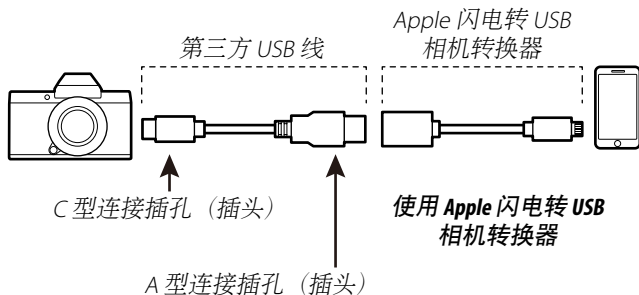 Apple 闪电转 USB
相机转换器
第三方 USB 线
C 型连接插孔（插头）
使用 Apple 闪电转 USB
相机转换器
A 型连接插孔（插头）